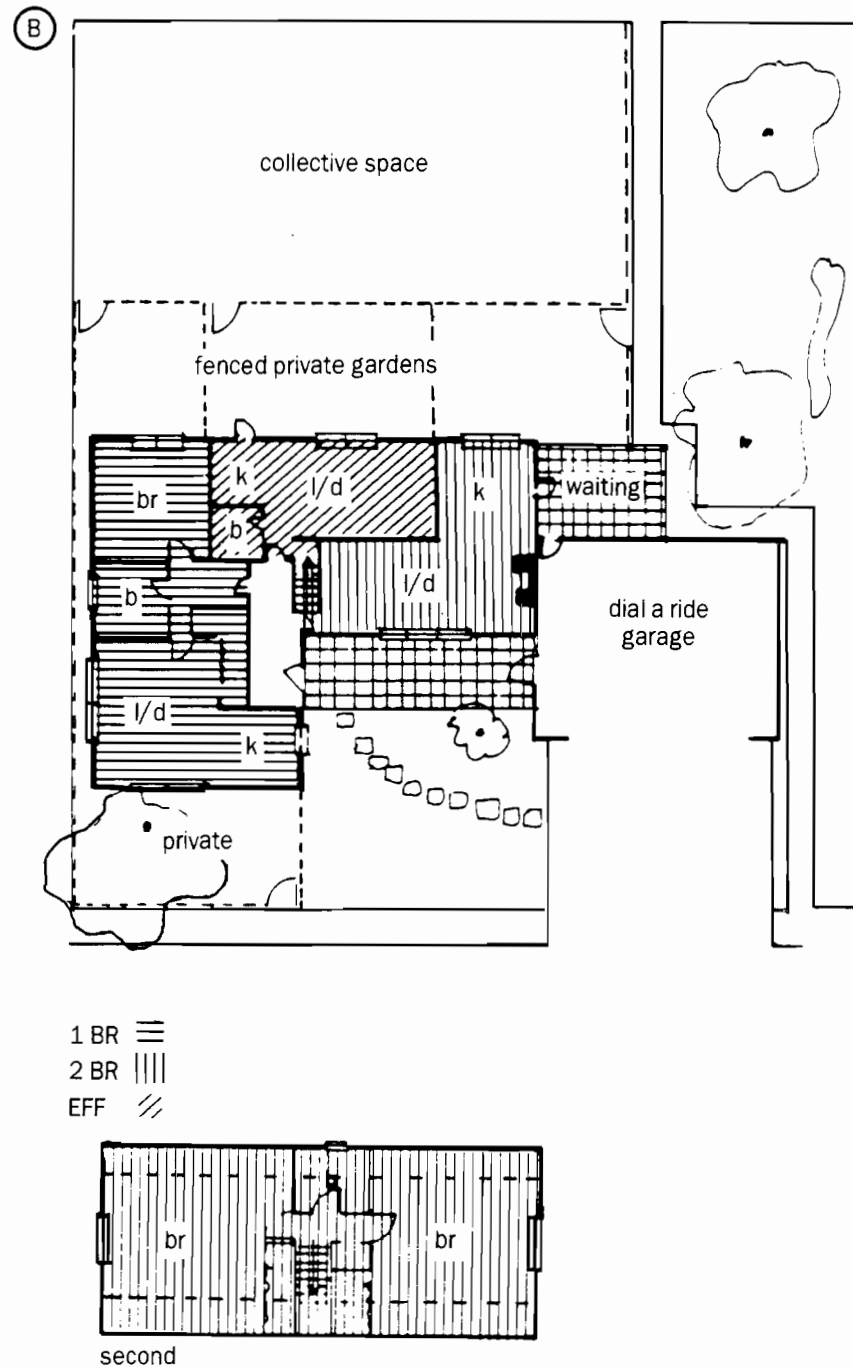 B
collective space
fenced private gardens
br
k
l/d
k
waiting
b
b
l/d
dial a ride
garage
l/d
k
private
1 BR
2 BR
EFF
br
br
second